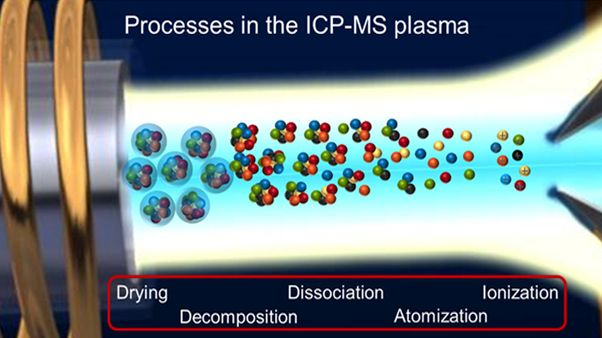 Processes in the ICP-MS plasma
Drying Dissociation Ionization
Decomposition Atomization